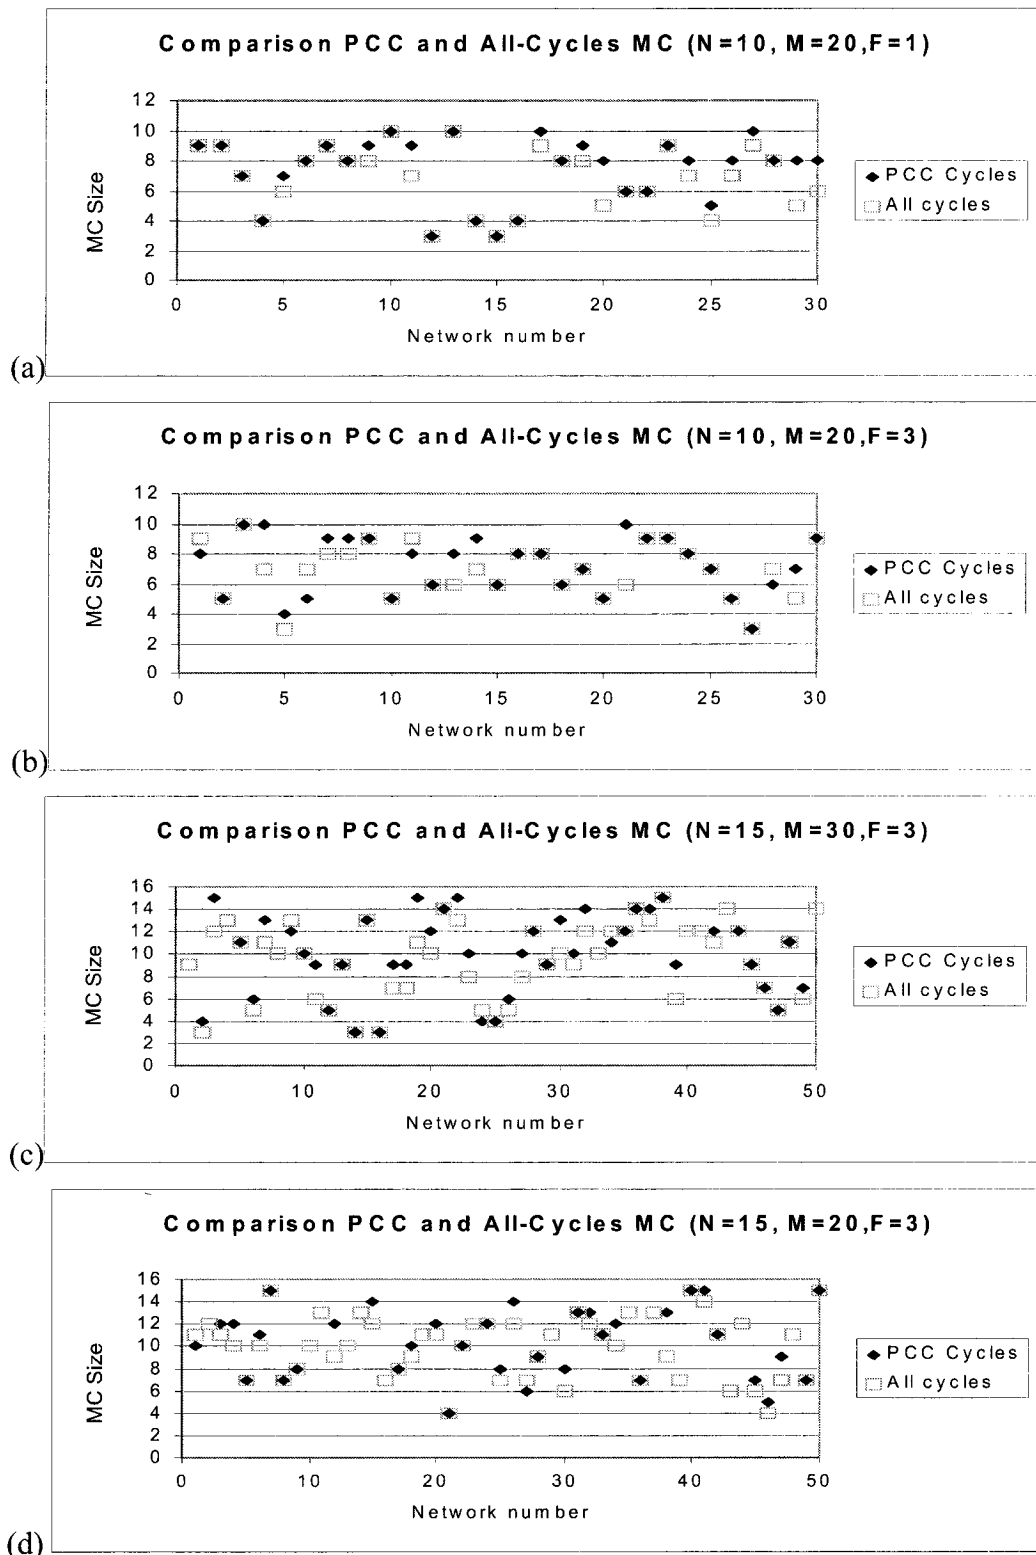 Comparison PCC and All-Cycles MC (N=10, M=20,F=1)
12
10
8
6
4
2
0
MC Size
0 5 10 15 20 25 30
Network number
PCC Cycles
All cycles
(a)
Comparison PCC and All-Cycles MC (N=10, M=20,F=3)
12
10
8
6
4
2
0
MC Size
0 5 10 15 20 25 30
Network number
PCC Cycles
All cycles
(b)
Comparison PCC and All-Cycles MC (N=15, M=30,F=3)
16
14
12
10
8
6
4
2
0
MC Size
0 10 20 30 40 50
Network number
PCC Cycles
All cycles
(c)
Comparison PCC and All-Cycles MC (N=15, M=20,F=3)
16
14
12
10
8
6
4
2
0
MC Size
0 10 20 30 40 50
Network number
PCC Cycles
All cycles
(d)